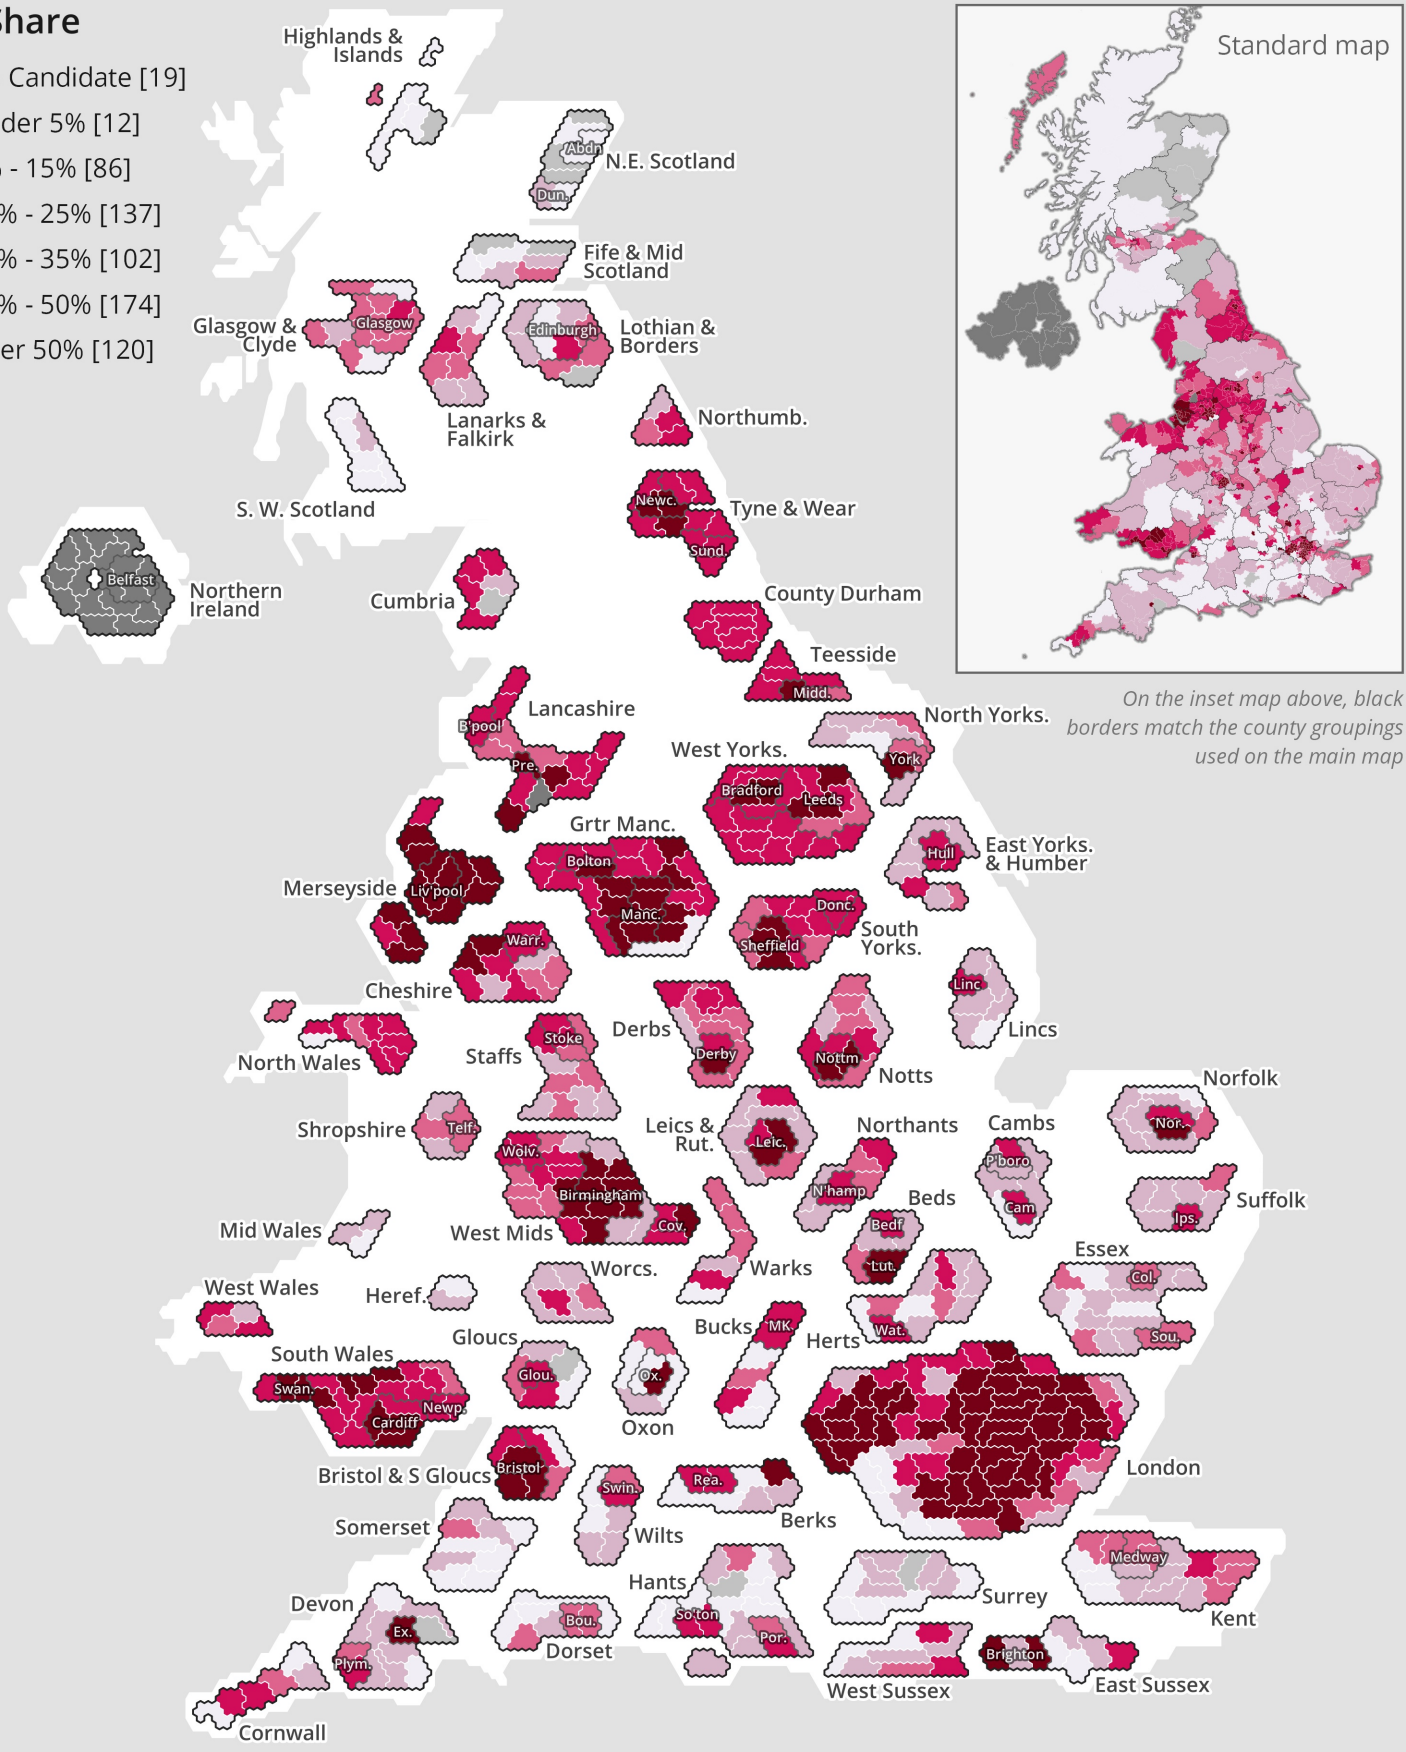 Share
Candidate [19]
der 5% [12]
- 15% [86]
% - 25% [137]
% - 35% [102]
% - 50% [174]
er 50% [120]
Standard map
On the inset map above, black
borders match the county groupings
used on the main map
Highlands &
Islands
Abdn
N.E. Scotland
Dun.
Fife & Mid
Scotland
Glasgow &
Clyde
Glasgow
Edinburgh
Lothian &
Borders
Lanarks &
Falkirk
Northumb.
S. W. Scotland
Newc.
Tyne & Wear
Sund.
Belfast
Northern
Ireland
Cumbria
County Durham
Teesside
Midd.
Lancashire
B'pool
Pre.
North Yorks.
York
West Yorks.
Bradford
Leeds
Grtr Manc.
Bolton
Manc.
East Yorks.
& Humber
Hull
Merseyside
Liv'pool
Donc.
Sheffield
South
Yorks.
Warr.
Cheshire
Linc
Lincs
North Wales
Stoke
Staffs
Derbs
Derby
Nottm
Notts
Norfolk
Nor.
Shropshire
Telf.
Leics &
Rut.
Leic.
Northants
N'hamp
Cambs
P'boro
Cam
Wolv.
Birmingham
Cov.
West Mids
Beds
Bedf
Lut.
Suffolk
Ips.
Mid Wales
Warks
Essex
Col.
Sou.
West Wales
Heref.
Worcs.
Bucks
MK.
Herts
Wat.
Gloucs
Glou.
Ox.
Oxon
South Wales
Swan.
Newp.
Cardiff
Bristol & S Gloucs
Bristol
London
Swin.
Wilts
Rea.
Berks
Somerset
Hants
So'ton
Por.
Surrey
Medway
Kent
Devon
Ex.
Plym.
Bou.
Dorset
West Sussex
Brighton
East Sussex
Cornwall